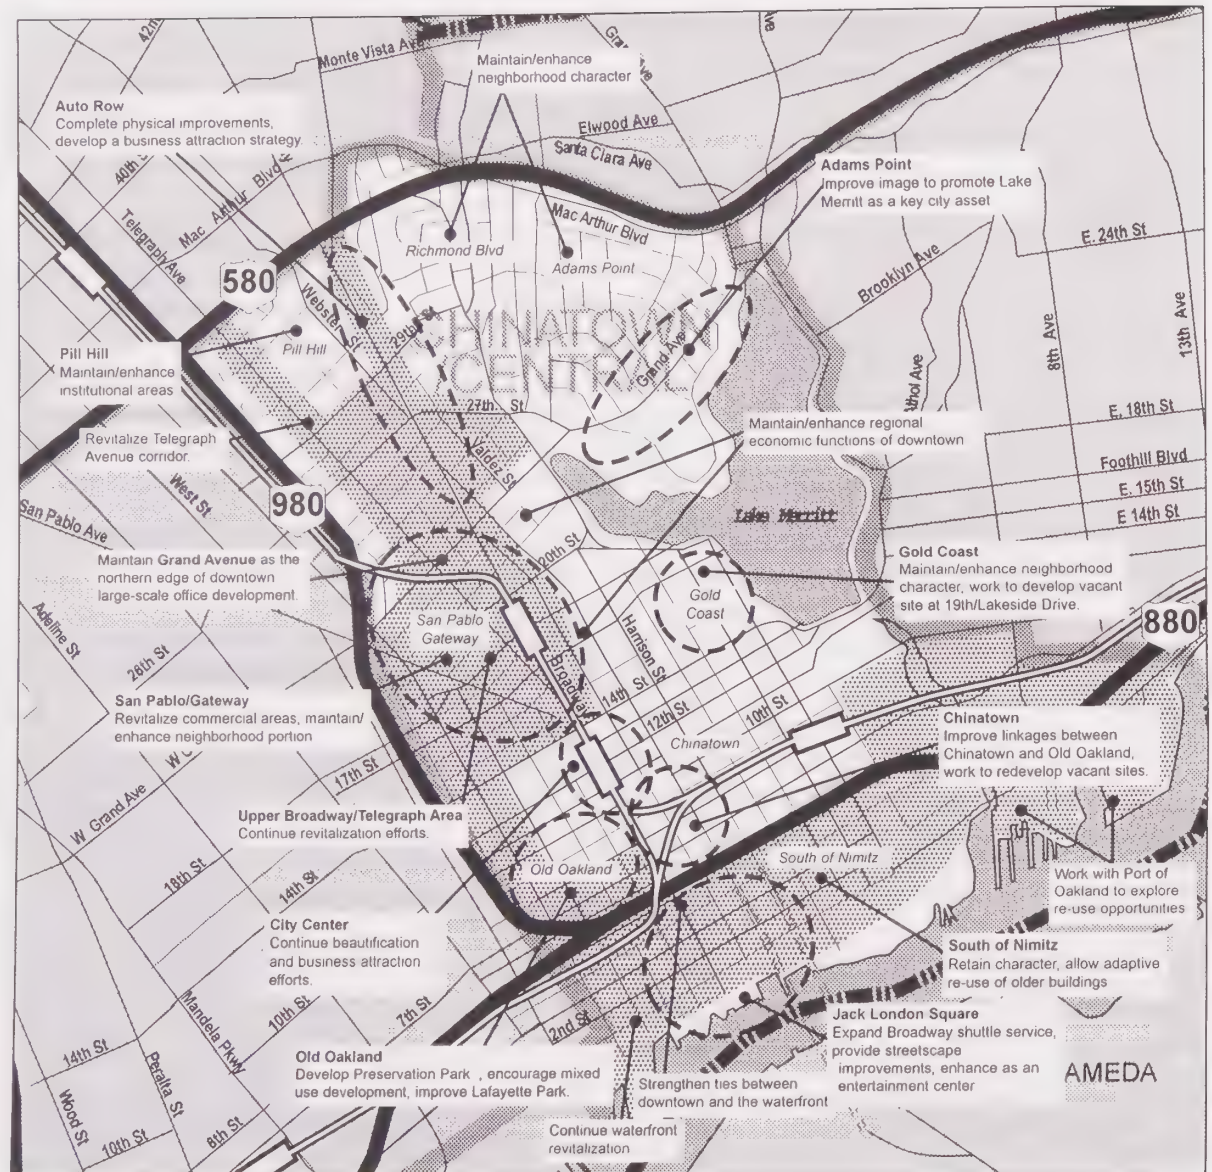 42nd
Monte Vista Ave
Maintain/enhance
neighborhood character
Auto Row
Complete physical improvements,
develop a business attraction strategy.
Elwood Ave
Santa Clara Ave
40th
Mac Arthur Blvd
Telegraph Ave
Adams Point
Improve image to promote Lake
Merritt as a key city asset
Mac Arthur Blvd
Richmond Blvd
Adams Point
E. 24th St
Brooklyn Ave
580
Webster St
29th St
CHINATOWN
CENTRAL
Grand Ave
8th Ave
13th Ave
Pill Hill
Pill Hill
Maintain/enhance
institutional areas
27th St
Athol Ave
E. 18th St
Maintain/enhance regional
economic functions of downtown
Revitalize Telegraph
Avenue corridor.
Valdez St
Foothill Blvd
E. 15th St
E 14th St
West St
980
San Pablo Ave
Lake Merritt
Maintain Grand Avenue as the
northern edge of downtown
large-scale office development.
20th St
Gold Coast
Maintain/enhance neighborhood
character, work to develop vacant
site at 19th/Lakeside Drive.
Gold
Coast
San Pablo
Gateway
Adeline St
26th St
Harrison St
880
Broadway
14th St
12th St
10th St
San Pablo/Gateway
Revitalize commercial areas, maintain/
enhance neighborhood portion
Chinatown
Chinatown
Improve linkages between
Chinatown and Old Oakland,
work to redevelop vacant sites.
17th St
W Grand Ave
Upper Broadway/Telegraph Area
Continue revitalization efforts.
18th St
14th St
Old Oakland
South of Nimitz
Work with Port of
Oakland to explore
re-use opportunities
City Center
Continue beautification
and business attraction
efforts.
South of Nimitz
Retain character, allow adaptive
re-use of older buildings
Mandela Pkwy
10th St
7th St
2nd St
Jack London Square
Expand Broadway shuttle service,
provide streetscape
improvements, enhance as an
entertainment center
14th St
Peralta St
Old Oakland
Develop Preservation Park , encourage mixed
use development, improve Lafayette Park.
Strengthen ties between
downtown and the waterfront
AMEDA
Wood St
10th St
8th St
Continue waterfront
revitalization